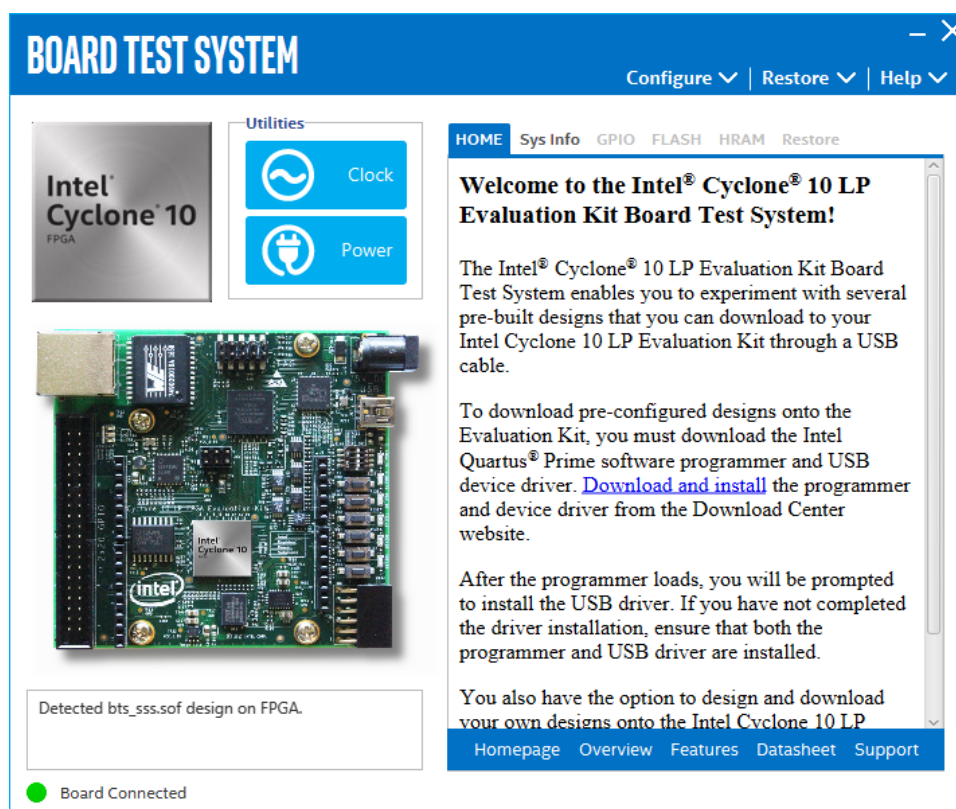 BOARD TEST SYSTEM
Configure | Restore | Help
Intel®
Cyclone® 10
FPGA
Utilities
Clock
Power
HOME Sys Info GPIO FLASH HRAM Restore
Welcome to the Intel® Cyclone® 10 LP
Evaluation Kit Board Test System!
The Intel® Cyclone® 10 LP Evaluation Kit Board
Test System enables you to experiment with several
pre-built designs that you can download to your
Intel Cyclone 10 LP Evaluation Kit through a USB
cable.
To download pre-configured designs onto the
Evaluation Kit, you must download the Intel
Quartus® Prime software programmer and USB
device driver. Download and install the programmer
and device driver from the Download Center
website.
After the programmer loads, you will be prompted
to install the USB driver. If you have not completed
the driver installation, ensure that both the
programmer and USB driver are installed.
You also have the option to design and download
your own designs onto the Intel Cyclone 10 LP
Homepage Overview Features Datasheet Support
Intel
Cyclone 10
intel
Detected bts_sss.sof design on FPGA.
Board Connected